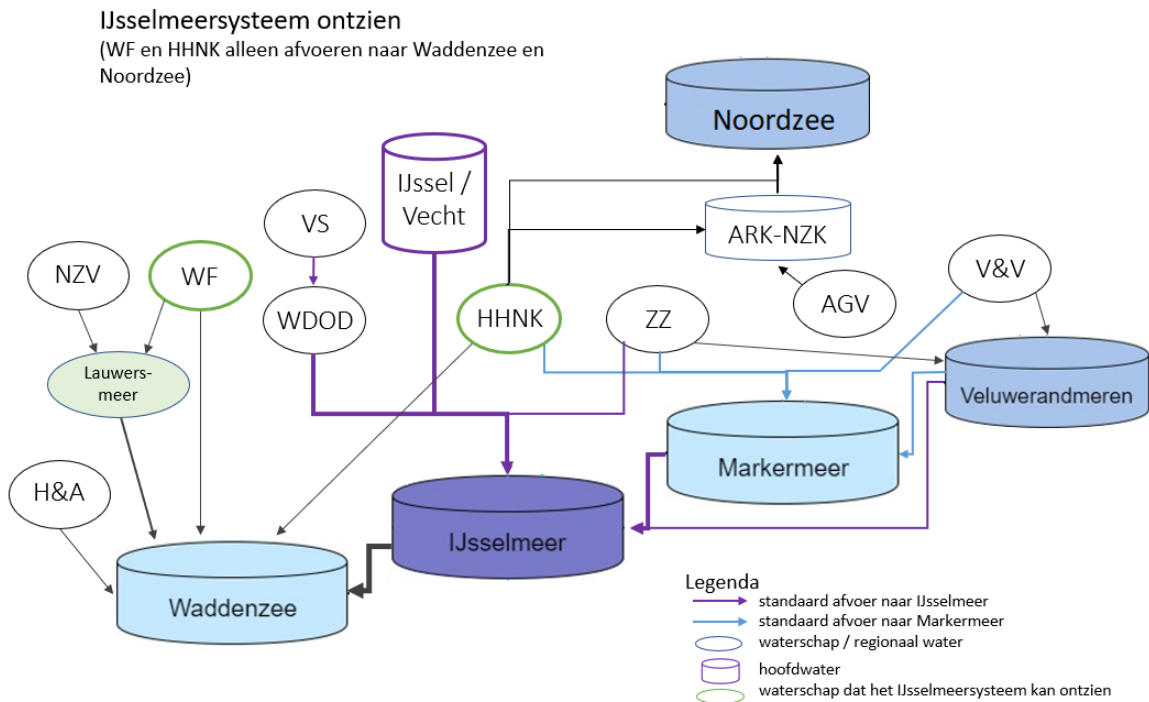 IJsselmeersysteem ontzien
(WF en HHNK alleen afvoeren naar Waddenzee en
Noordzee)
Noordzee
IJssel /
Vecht
VS
ARK-NZK
NZV
WF
V&V
WDOD
HHNK
ZZ
AGV
Lauwers-
meer
Veluwerandmeren
Markermeer
H&A
IJsselmeer
Waddenzee
Legenda
standaard afvoer naar IJsselmeer
standaard afvoer naar Markermeer
waterschap / regionaal water
hoofdwater
waterschap dat het IJsselmeersysteem kan ontzien